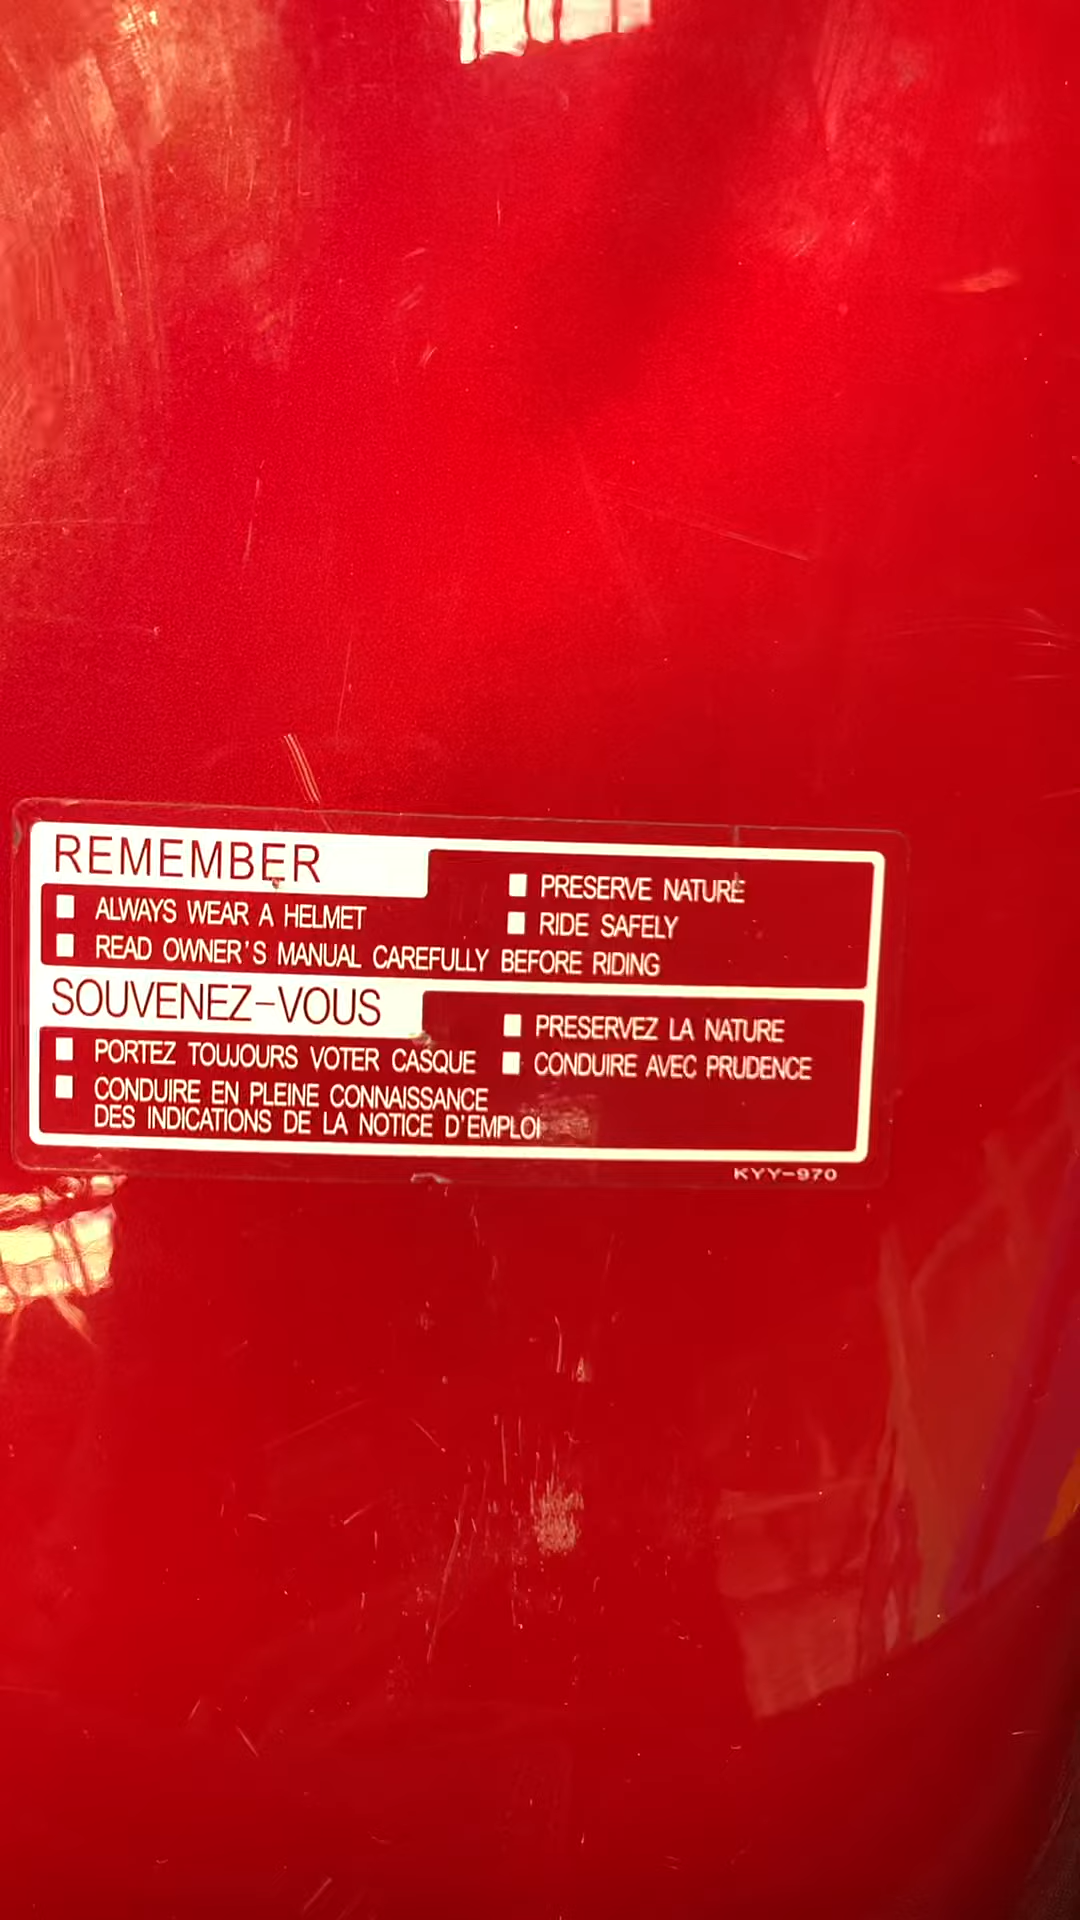 REMEMBER
PRESERVE NATURE
ALWAYS WEAR A HELMET
RIDE SAFELY
READ OWNER'S MANUAL CAREFULLY BEFORE RIDING
SOUVENEZ-VOUS
PRESERVEZ LA NATURE
PORTEZ TOUJOURS VOTER CASQUE
CONDUIRE AVEC PRUDENCE
CONDUIRE EN PLEINE CONNAISSANCE
DES INDICATIONS DE LA NOTICE D'EMPLOI
KYY-970